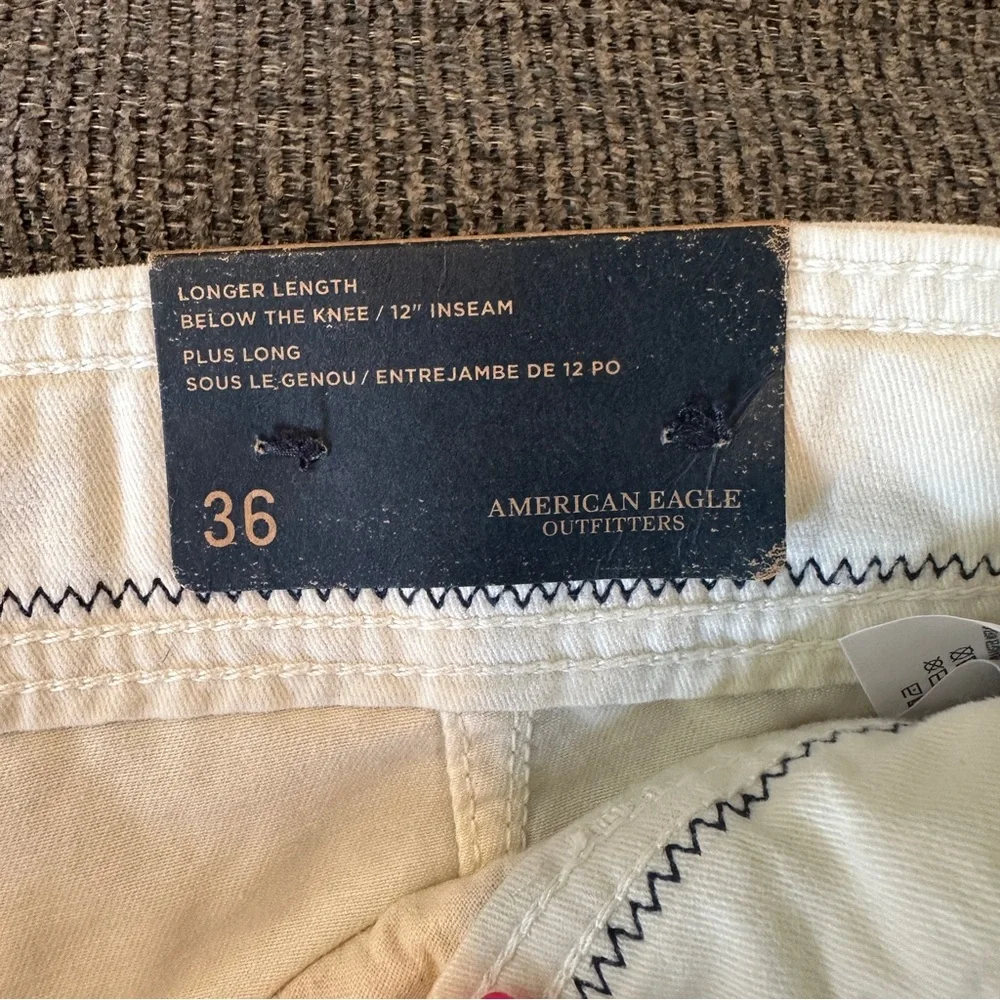 LONGER LENGTH
BELOW THE KNEE / 12" INSEAM
PLUS LONG
SOUS LE GENOU / ENTREJAMBE DE 12 PO
36
AMERICAN EAGLE
OUTFITTERS